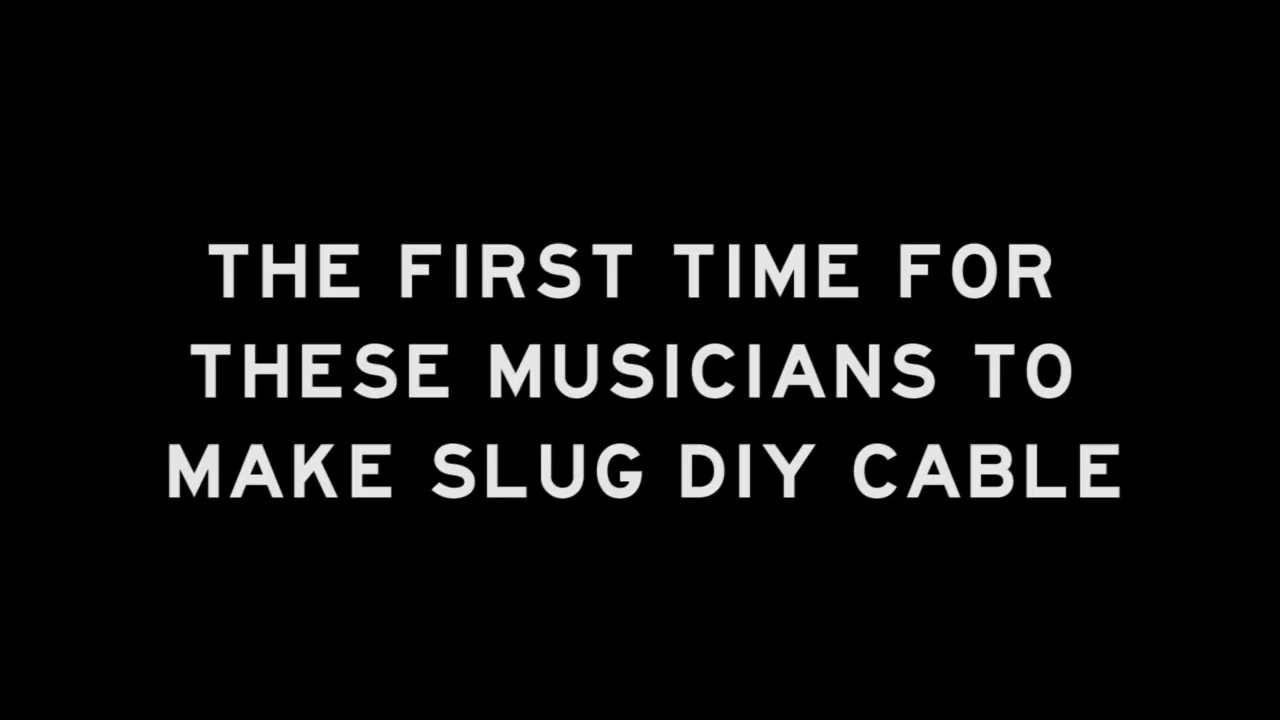 THE FIRST TIME FOR
THESE MUSICIANS TO
MAKE SLUG DIY CABLE